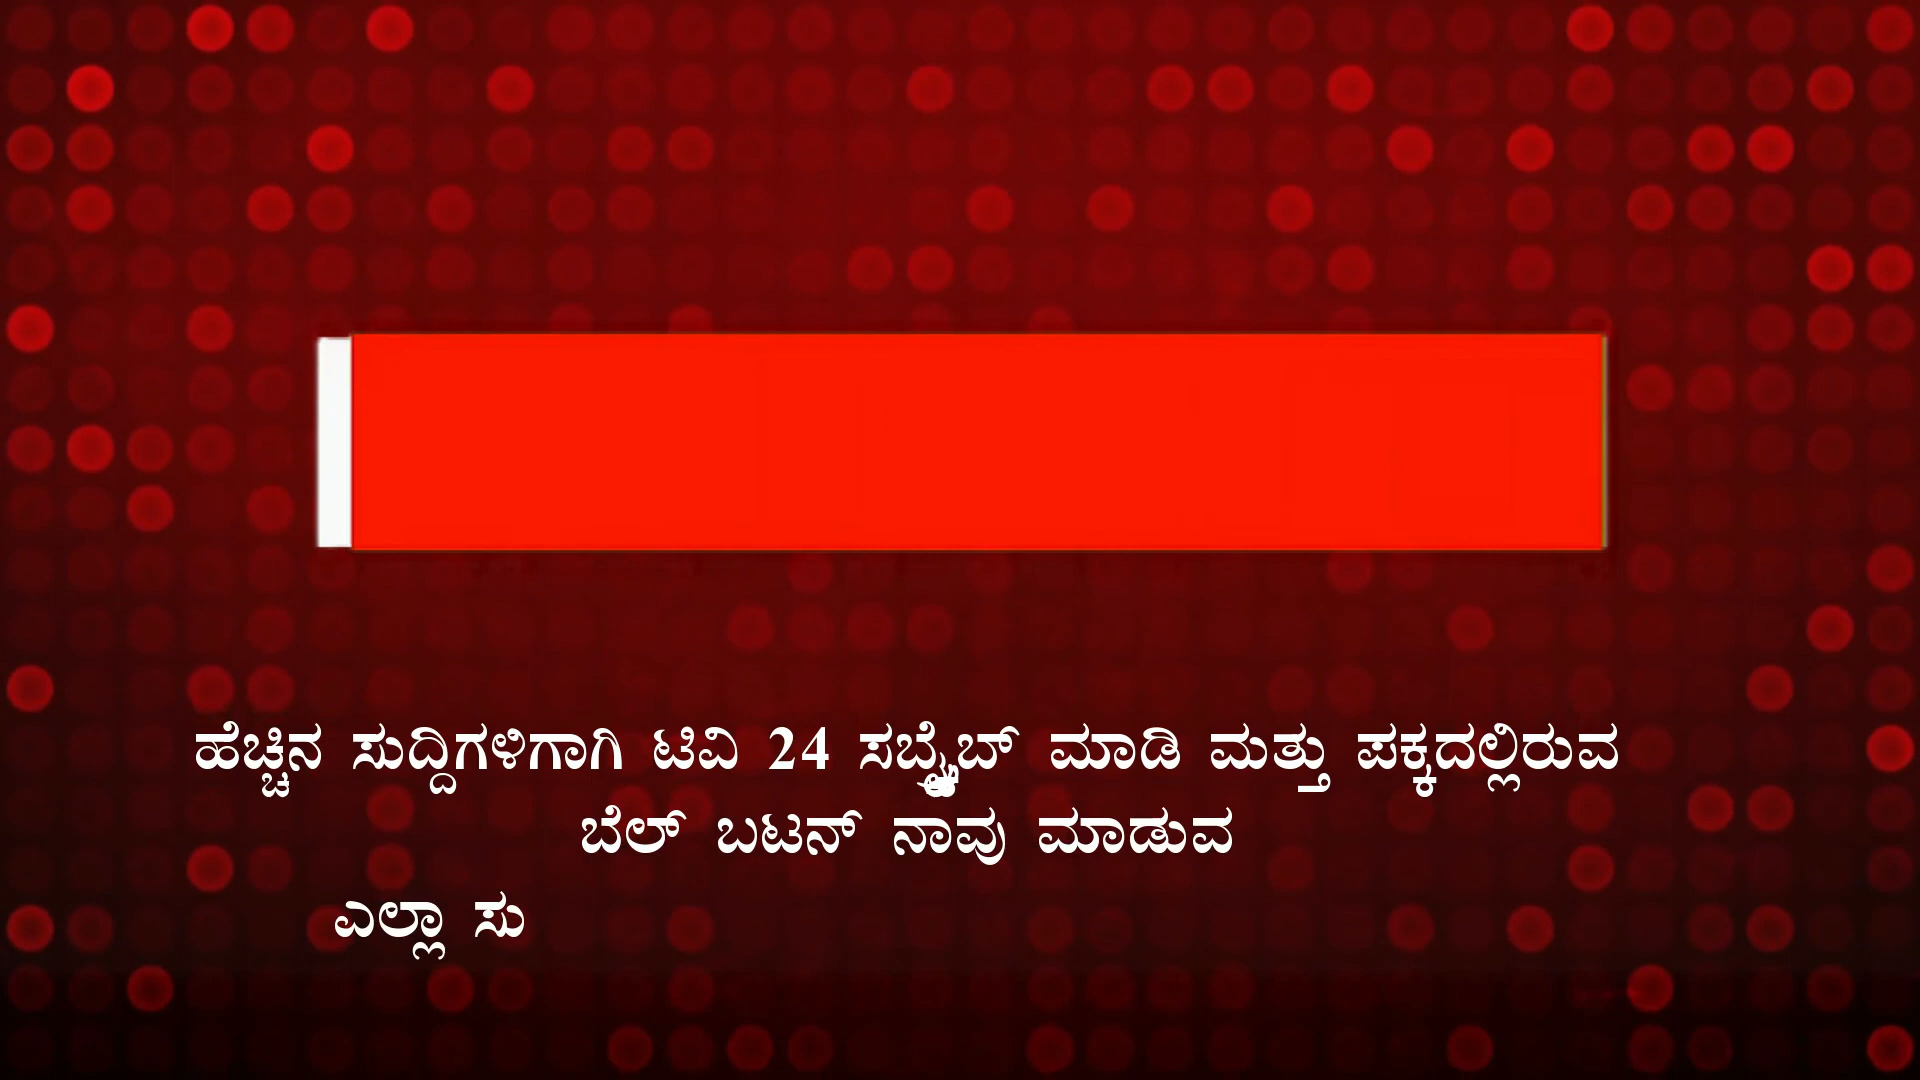 ಹೆಚ್ಚಿನ ಸುದ್ದಿಗಳಿಗಾಗಿ ಟಿವಿ 24 ಸಬ್ಸ್ಕ್ರೈಬ್ ಮಾಡಿ ಮತ್ತು ಪಕ್ಕದಲ್ಲಿರುವ
ಬೆಲ್ ಬಟನ್ ನಾವು ಮಾಡುವ
ಎಲ್ಲಾ ಸು